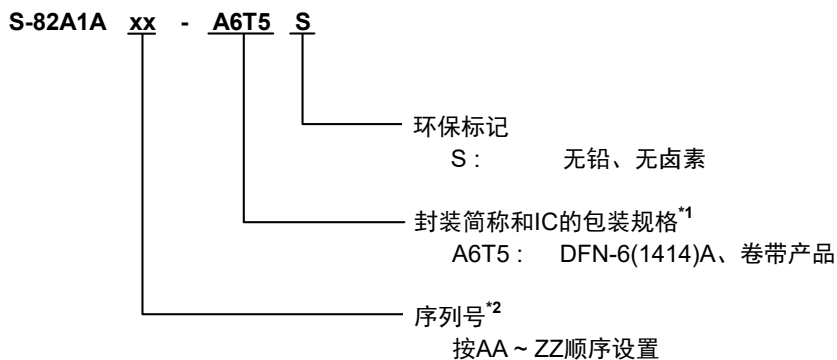 S-82A1A xx - A6T5 S
环保标记
S : 无铅、无卤素
封装简称和IC的包装规格*1
A6T5 : DFN-6(1414)A、卷带产品
序列号*2
按AA ~ ZZ顺序设置